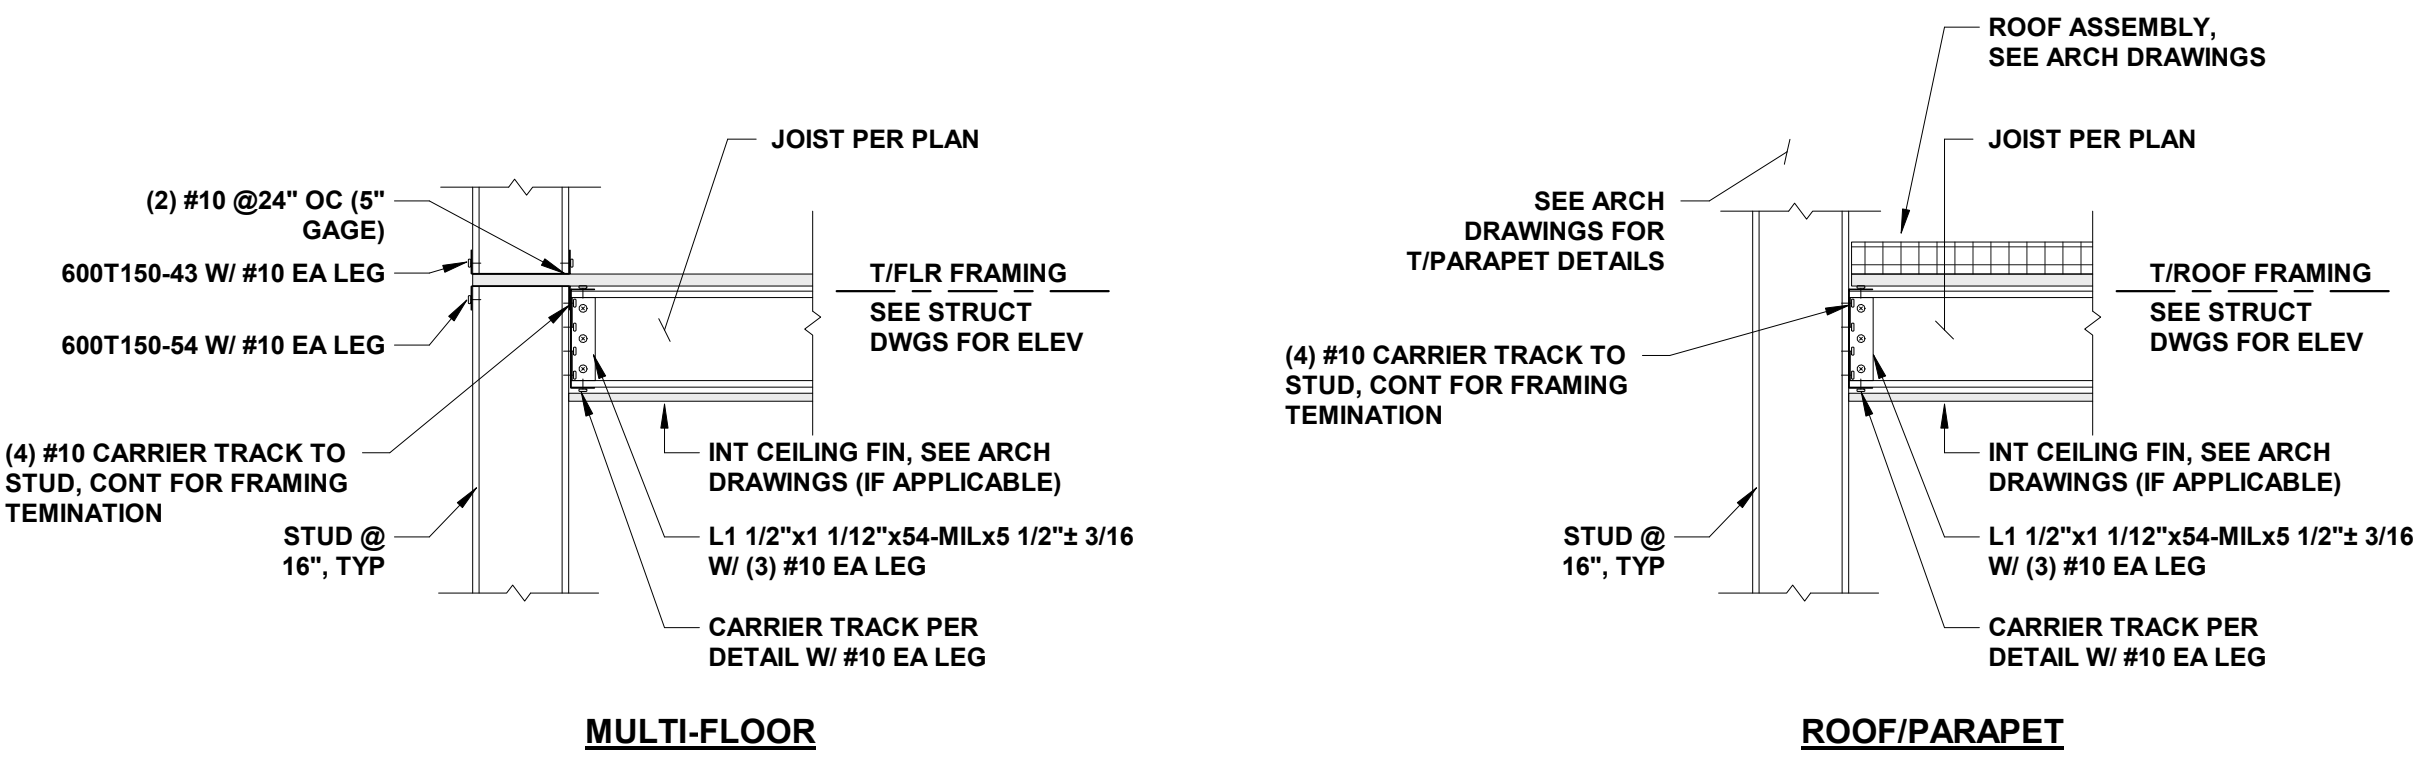 JOIST PER PLAN
(2) #10 @24" OC (5"
GAGE)
600T150-43 W/ #10 EA LEG
600T150-54 W/ #10 EA LEG
T/FLR FRAMING
SEE STRUCT
DWGS FOR ELEV
(4) #10 CARRIER TRACK TO
STUD, CONT FOR FRAMING
TEMINATION
STUD @
16", TYP
INT CEILING FIN, SEE ARCH
DRAWINGS (IF APPLICABLE)
L1 1/2"x1 1/12"x54-MILx5 1/2"± 3/16
W/ (3) #10 EA LEG
CARRIER TRACK PER
DETAIL W/ #10 EA LEG
MULTI-FLOOR
ROOF ASSEMBLY,
SEE ARCH DRAWINGS
JOIST PER PLAN
SEE ARCH
DRAWINGS FOR
T/PARAPET DETAILS
T/ROOF FRAMING
SEE STRUCT
DWGS FOR ELEV
(4) #10 CARRIER TRACK TO
STUD, CONT FOR FRAMING
TEMINATION
STUD @
16", TYP
INT CEILING FIN, SEE ARCH
DRAWINGS (IF APPLICABLE)
L1 1/2"x1 1/12"x54-MILx5 1/2"± 3/16
W/ (3) #10 EA LEG
CARRIER TRACK PER
DETAIL W/ #10 EA LEG
ROOF/PARAPET